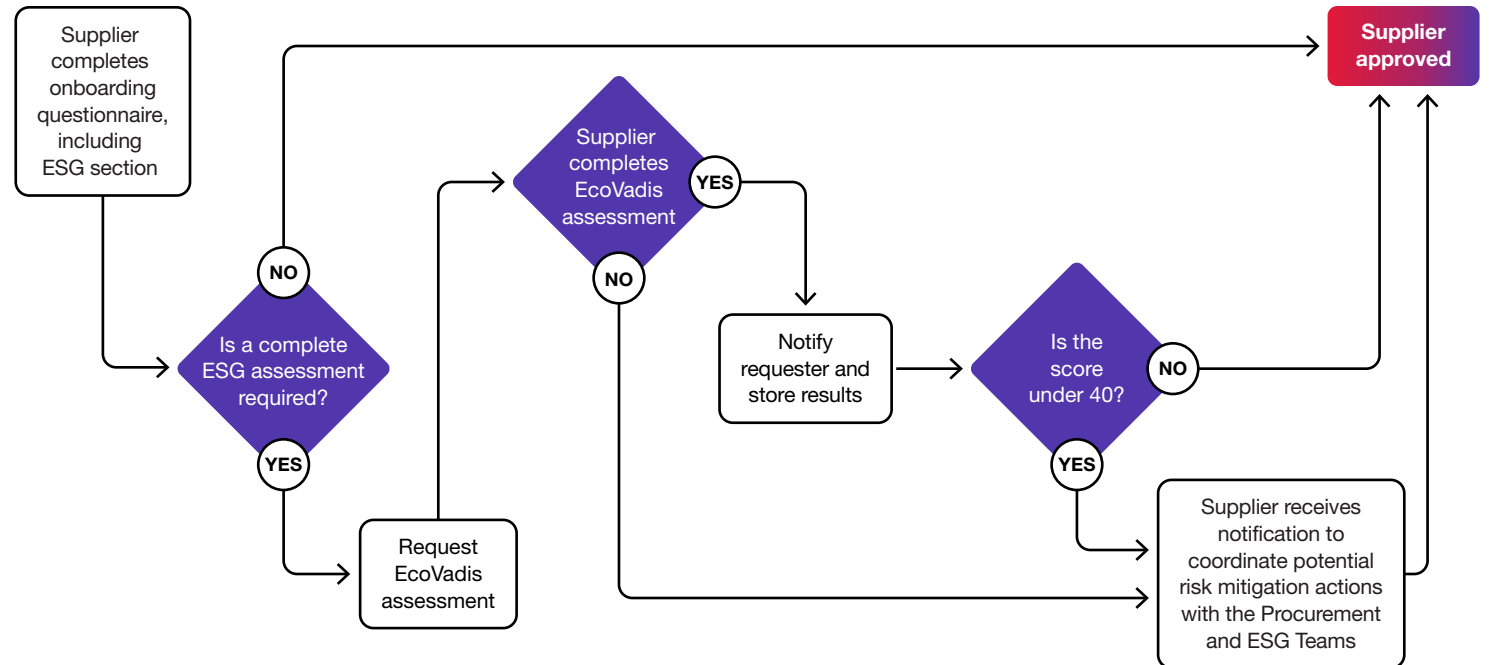 Supplier
completes
onboarding
questionnaire,
including
ESG section
Is a complete
ESG assessment
required?
NO
YES
Request
EcoVadis
assessment
Supplier
completes
EcoVadis
assessment
YES
NO
Notify
requester and
store results
Is the
score
under 40?
NO
YES
Supplier receives
notification to
coordinate potential
risk mitigation actions
with the Procurement
and ESG Teams
Supplier
approved